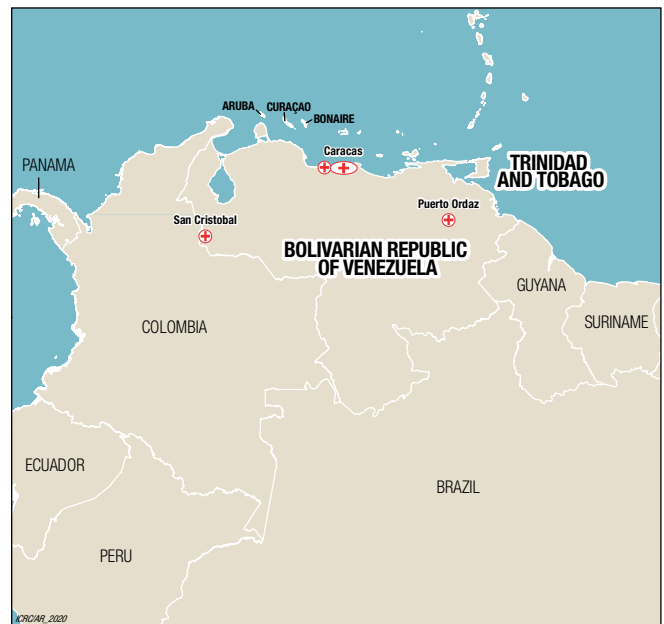 ARUBA
CURAÇAO
BONAIRE
Caracas
PANAMA
TRINIDAD
AND TOBAGO
San Cristobal
Puerto Ordaz
BOLIVARIAN REPUBLIC
OF VENEZUELA
GUYANA
SURINAME
COLOMBIA
ECUADOR
BRAZIL
PERU
ICRC/AR_2020